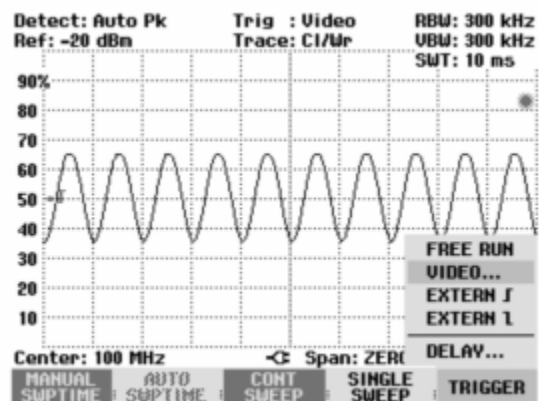 Detect: Auto Pk Trig : Video RBW: 300 kHz
Ref: -20 dBm Trace: Cl/Wr VBW: 300 kHz
SWT: 10 ms
90%
80
70
60
50
40
30
20
10
FREE RUN
VIDEO...
EXTERN
EXTERN
DELAY...
Center: 100 MHz Span: ZERO
MANUAL SWPTIME AUTO SWPTIME CONT SWEEP SINGLE SWEEP TRIGGER